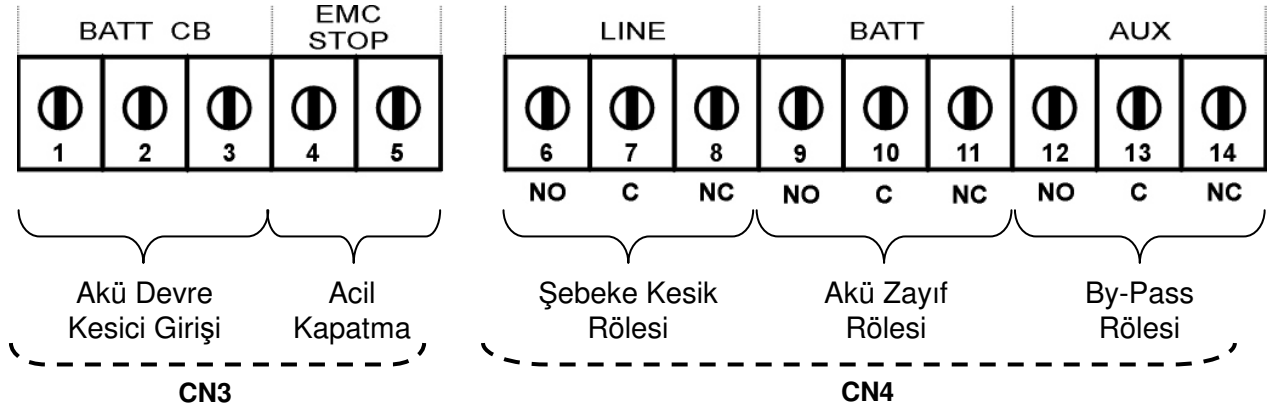 BATT CB
EMC
STOP
LINE
BATT
AUX
1 2 3 4 5 6 7 8 9 10 11 12 13 14
NO C NC NO C NC NO C NC
Akü Devre
Kesici Girişi
Acil
Kapatma
Şebeke Kesik
Rölesi
Akü Zayıf
Rölesi
By-Pass
Rölesi
CN3
CN4